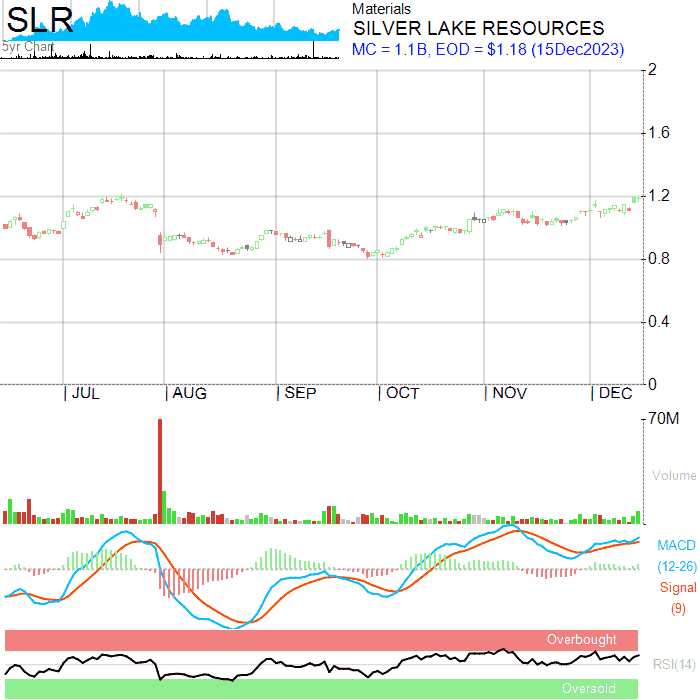 SLR
5yr Chart
Materials
SILVER LAKE RESOURCES
MC = 1.1B, EOD = $1.18 (15Dec2023)
2
1.6
1.2
0.8
0.4
0
JUL AUG SEP OCT NOV DEC
70M
Volume
MACD
(12-26)
Signal
(9)
Overbought
RSI(14)
Oversold